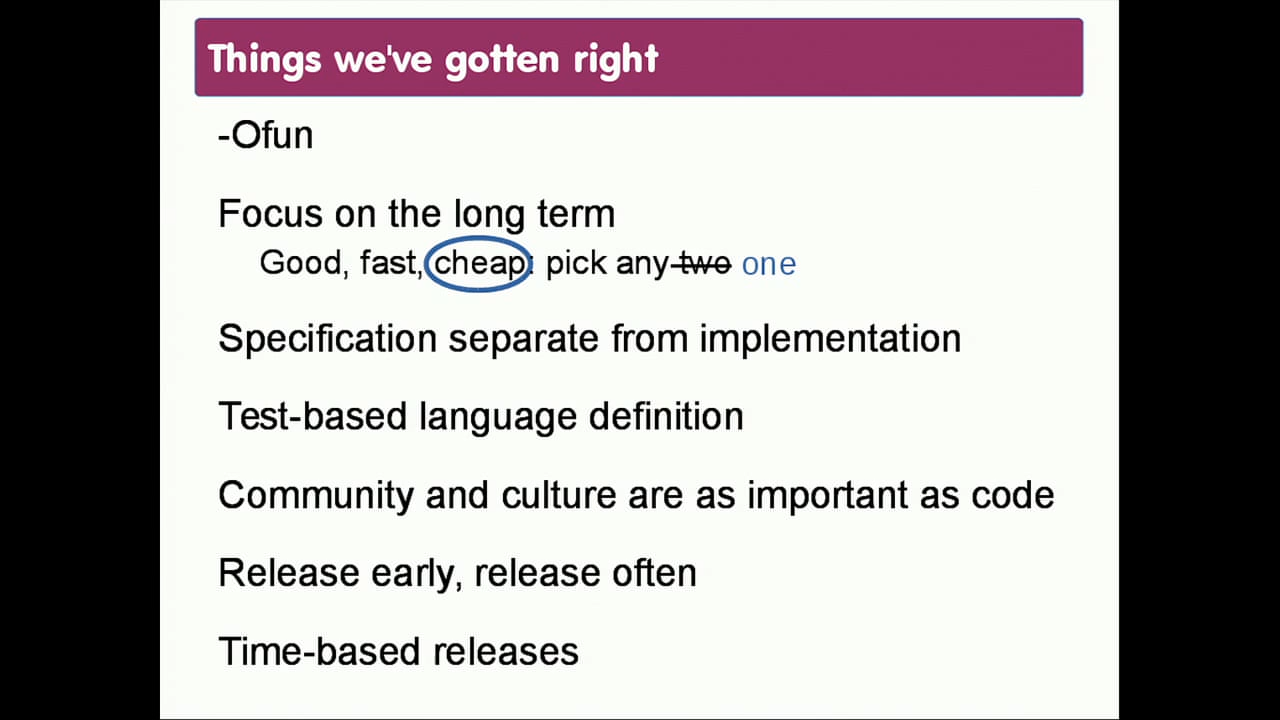 Things we've gotten right
-Ofun
Focus on the long term
Good, fast, cheap: pick any two one
Specification separate from implementation
Test-based language definition
Community and culture are as important as code
Release early, release often
Time-based releases